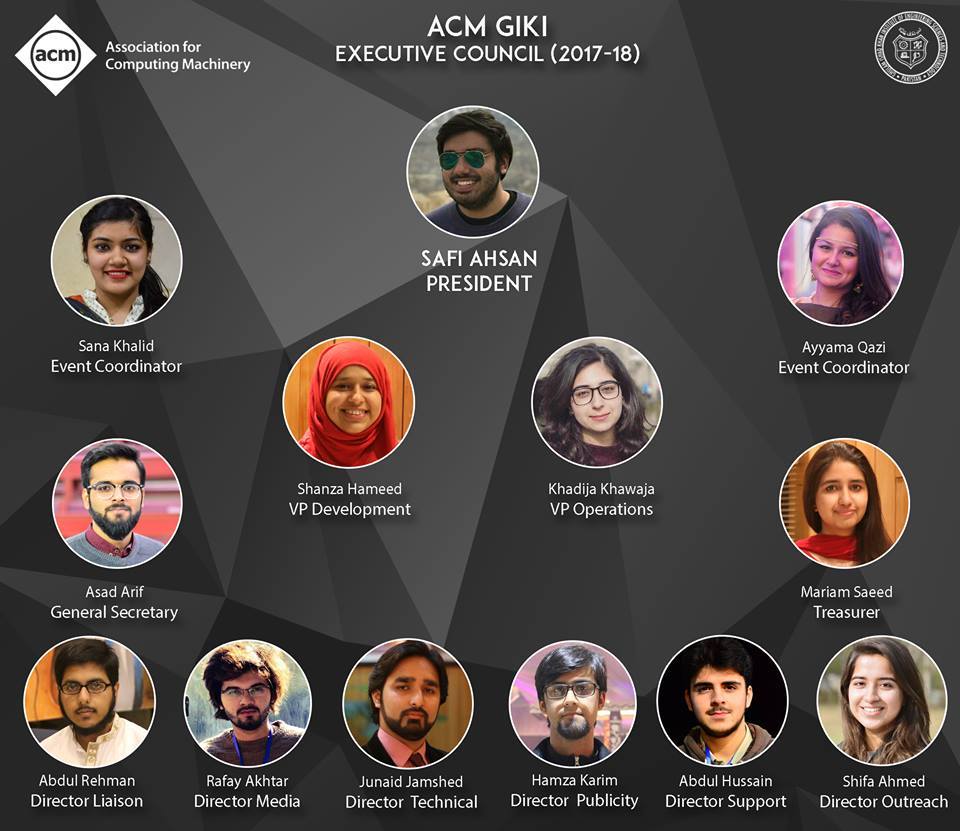 acm
Association for
Computing Machinery
ACM GIKI
EXECUTIVE COUNCIL (2017-18)
SAFI AHSAN
PRESIDENT
Sana Khalid
Event Coordinator
Ayyama Qazi
Event Coordinator
Shanza Hameed
VP Development
Khadija Khawaja
VP Operations
Asad Arif
General Secretary
Mariam Saeed
Treasurer
Abdul Rehman
Director Liaison
Rafay Akhtar
Director Media
Junaid Jamshed
Director Technical
Hamza Karim
Director Publicity
Abdul Hussain
Director Support
Shifa Ahmed
Director Outreach